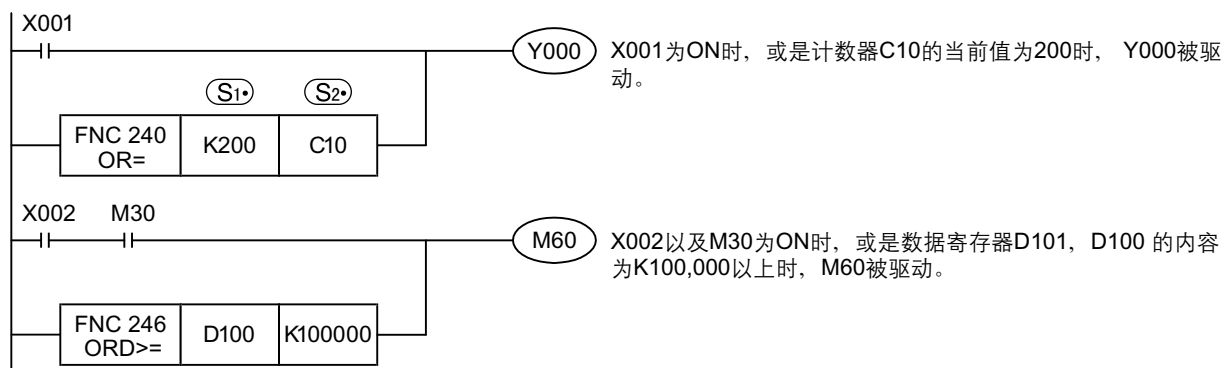 X001
Y000
X001为ON时，或是计数器C10的当前值为200时， Y000被驱
动。
S1•
S2•
FNC 240
OR=
K200
C10
X002
M30
M60
X002以及M30为ON时，或是数据寄存器D101，D100 的内容
为K100,000以上时，M60被驱动。
FNC 246
ORD>=
D100
K100000